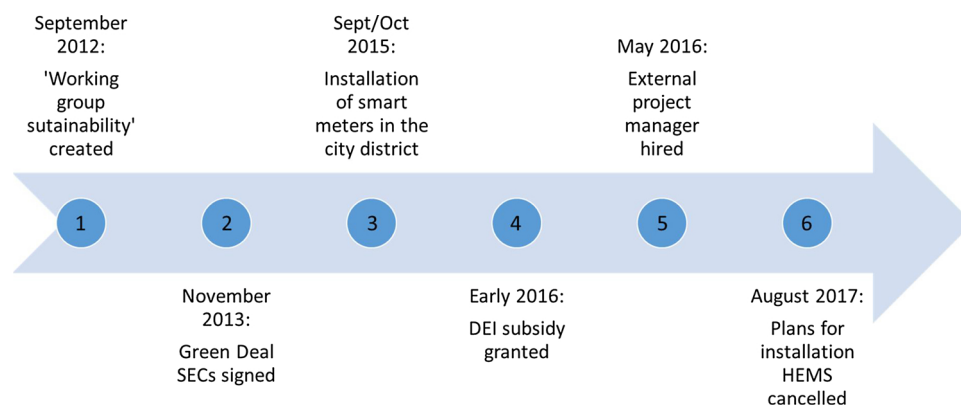 September
2012:
'Working
group
sutainability'
created
Sept/Oct
2015:
Installation
of smart
meters in the
city district
May 2016:
External
project
manager
hired
1
2
3
4
5
6
November
2013:
Green Deal
SECs signed
Early 2016:
DEI subsidy
granted
August 2017:
Plans for
installation
HEMS
cancelled